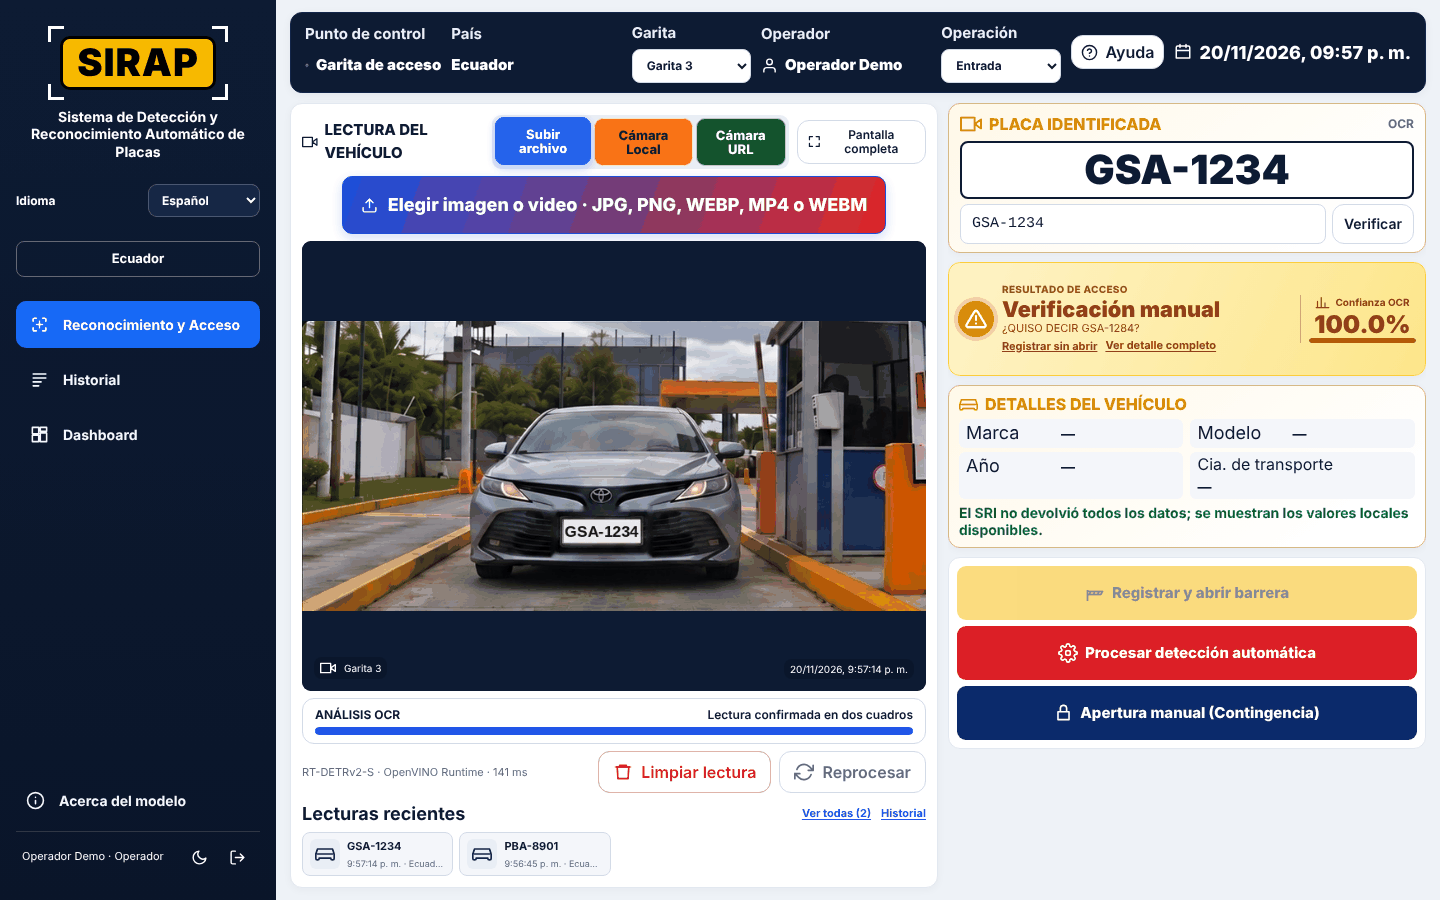 SIRAP
Sistema de Detección y
Reconocimiento Automático de
Placas
Idioma
Español
Ecuador
Reconocimiento y Acceso
Historial
Dashboard
Acerca del modelo
Operador Demo · Operador
Punto de control
Garita de acceso
País
Ecuador
Garita
Garita 3
Operador
Operador Demo
Operación
Entrada
Ayuda
20/11/2026, 09:57 p. m.
LECTURA DEL
VEHÍCULO
Subir
archivo
Cámara
Local
Cámara
URL
Pantalla
completa
Elegir imagen o video · JPG, PNG, WEBP, MP4 o WEBM
GSA-1234
Garita 3
20/11/2026, 9:57:14 p. m.
ANÁLISIS OCR
Lectura confirmada en dos cuadros
RT-DETRv2-S · OpenVINO Runtime · 141 ms
Limpiar lectura
Reprocesar
Lecturas recientes
Ver todas (2)
Historial
GSA-1234
9:57:14 p. m. · Ecuad...
PBA-8901
9:56:45 p. m. · Ecua...
PLACA IDENTIFICADA
OCR
GSA-1234
GSA-1234
Verificar
RESULTADO DE ACCESO
Verificación manual
¿QUISO DECIR GSA-1284?
Registrar sin abrir
Ver detalle completo
Confianza OCR
100.0%
DETALLES DEL VEHÍCULO
Marca —
Modelo —
Año —
Cia. de transporte
—
El SRI no devolvió todos los datos; se muestran los valores locales
disponibles.
Registrar y abrir barrera
Procesar detección automática
Apertura manual (Contingencia)